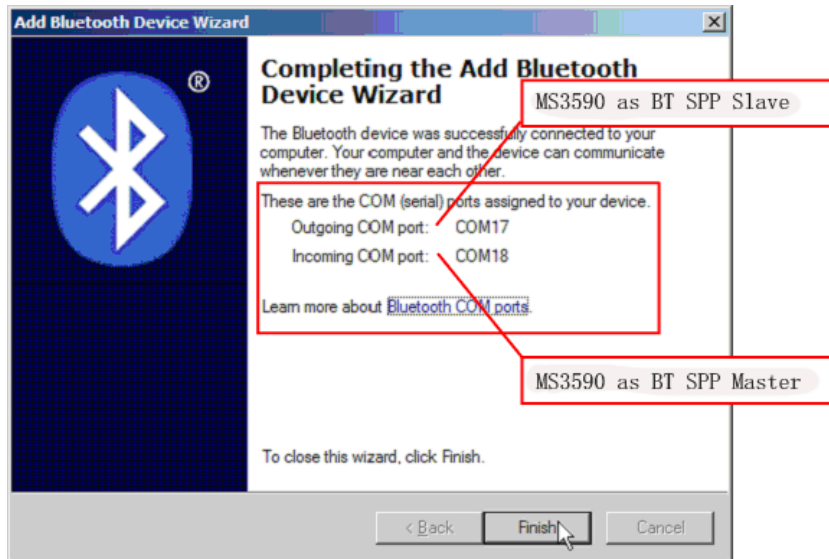 Add Bluetooth Device Wizard
®
Completing the Add Bluetooth
Device Wizard
MS3590 as BT SPP Slave
The Bluetooth device was successfully connected to your
computer. Your computer and the device can communicate
whenever they are near each other.
These are the COM (serial) ports assigned to your device.
Outgoing COM port: COM17
Incoming COM port: COM18
Learn more about Bluetooth COM ports.
MS3590 as BT SPP Master
To close this wizard, click Finish.
< Back Finish Cancel